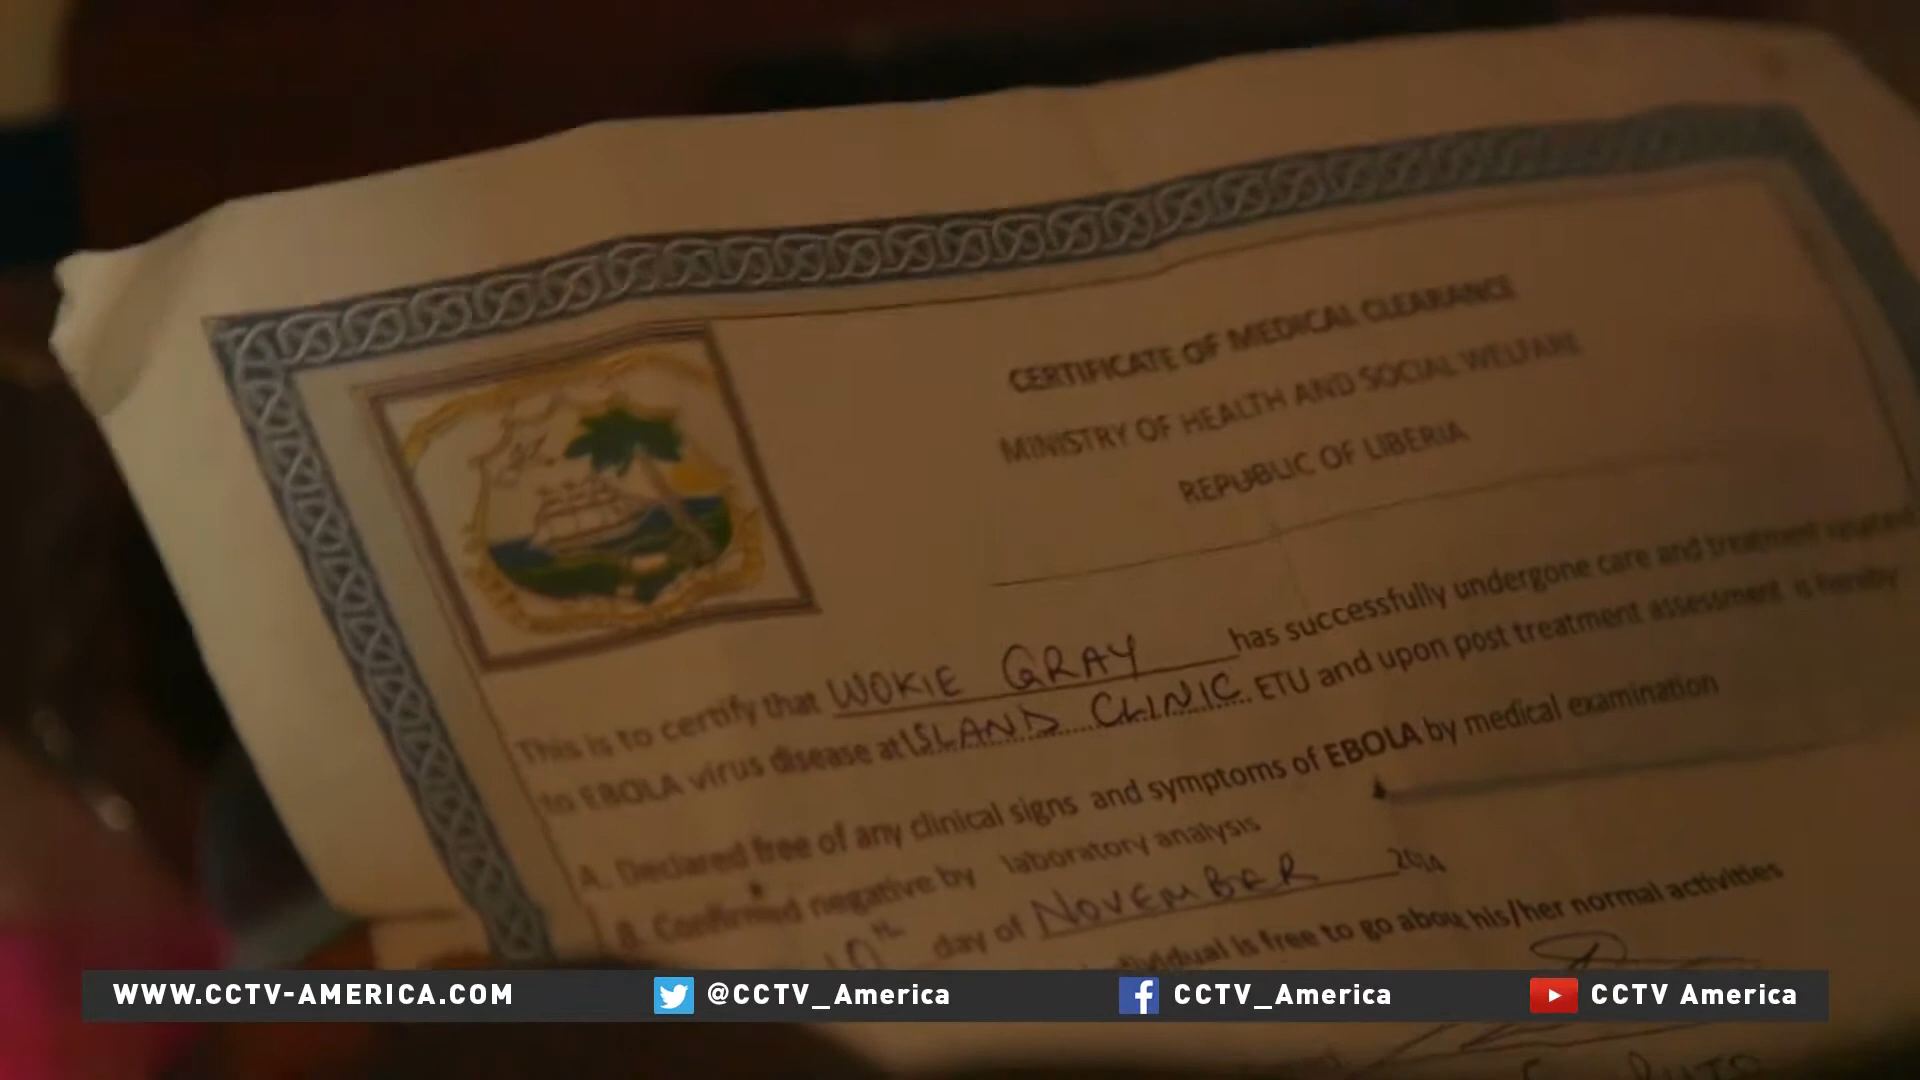 CERTIFICATE OF MEDICAL CLEARANCE
MINISTRY OF HEALTH AND SOCIAL WELFARE
REPUBLIC OF LIBERIA
This is to certify that WOKIE GRAY has successfully undergone care and treatment related
to EBOLA virus disease at ISLAND CLINIC ETU and upon post treatment assessment is hereby
A. Declared free of any clinical signs and symptoms of EBOLA by medical examination
B. Confirmed negative by laboratory analysis
10th day of NOVEMBER 2014
individual is free to go about his/her normal activities
WWW.CCTV-AMERICA.COM @CCTV_America CCTV_America CCTV America